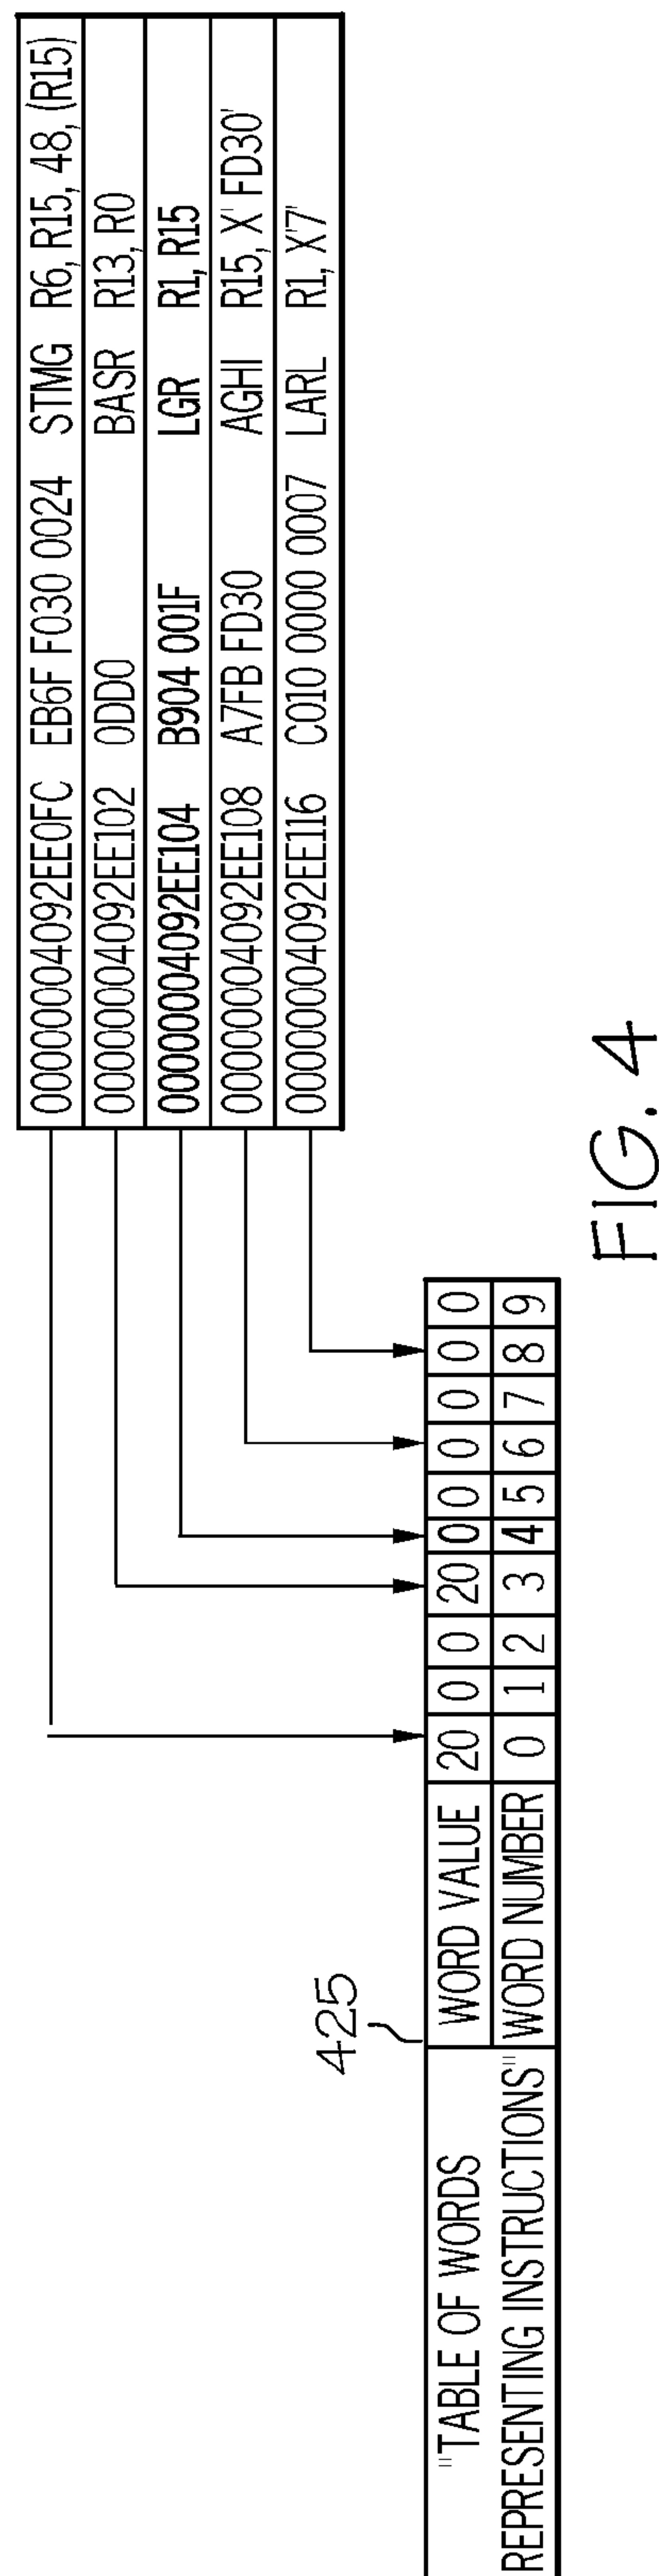 00000004092EE0FC EB6F F030 0024 STMG R6, R15, 48, (R15)
00000004092EE102 0DD0 BASR R13, R0
00000004092EE104 B904 001F LGR R1, R15
00000004092EE108 A7FB FD30 AGHI R15, X' FD30'
00000004092EE116 C010 0000 0007 LARL R1, X'7'
425
"TABLE OF WORDS
REPRESENTING INSTRUCTIONS"
WORD VALUE 20 0 0 20 0 0 0 0 0 0
WORD NUMBER 0 1 2 3 4 5 6 7 8 9
FIG. 4